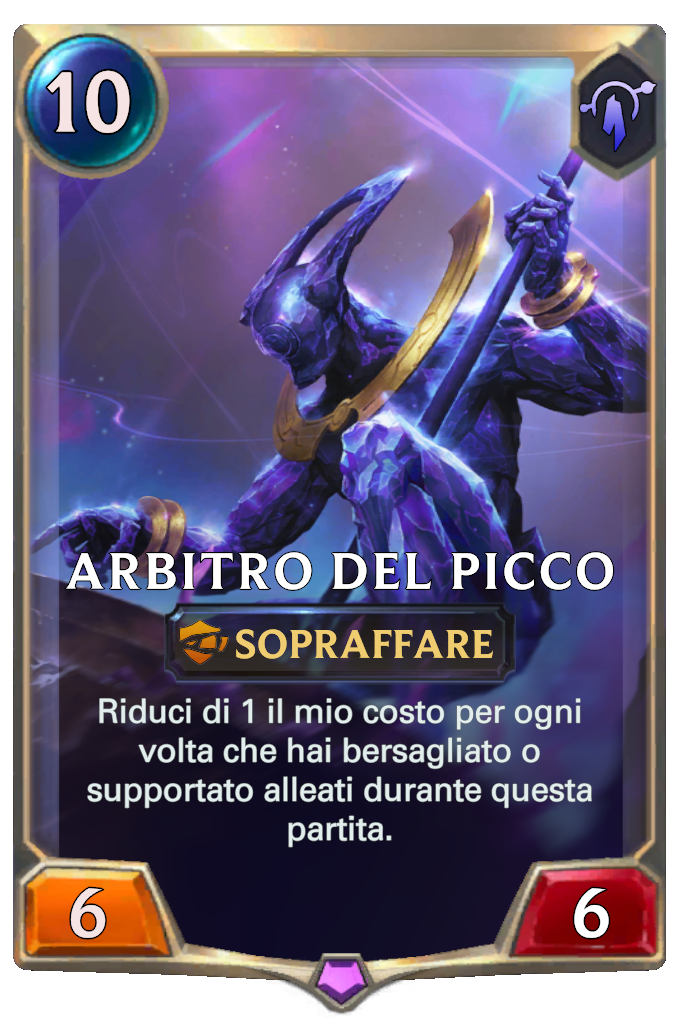 10
ARBITRO DEL PICCO
SOPRAFFARE
Riduci di 1 il mio costo per ogni
volta che hai bersagliato o
supportato alleati durante questa
partita.
6
6